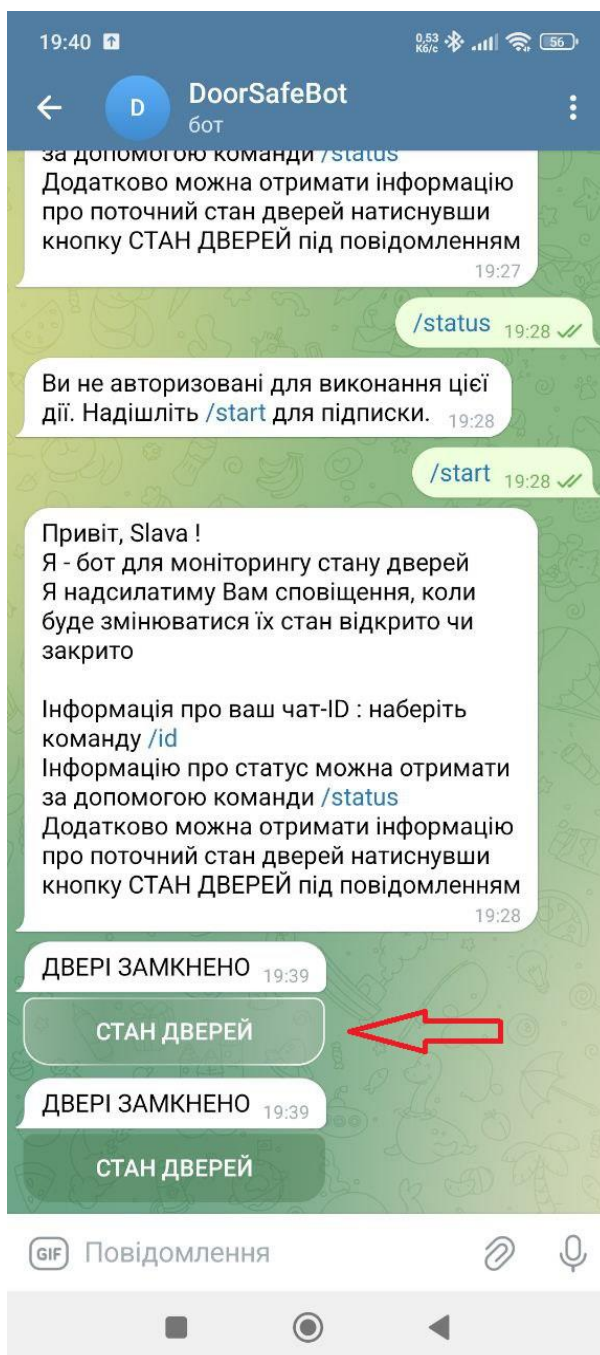 19:40
0,53 Кб/с
56
D
DoorSafeBot
бот
за допомогою команди /status
Додатково можна отримати інформацію
про поточний стан дверей натиснувши
кнопку СТАН ДВЕРЕЙ під повідомленням
19:27
/status 19:28
Ви не авторизовані для виконання цієї
дії. Надішліть /start для підписки. 19:28
/start 19:28
Привіт, Slava !
Я - бот для моніторингу стану дверей
Я надсилатиму Вам сповіщення, коли
буде змінюватися їх стан відкрито чи
закрито
Інформація про ваш чат-ID : наберіть
команду /id
Інформацію про статус можна отримати
за допомогою команди /status
Додатково можна отримати інформацію
про поточний стан дверей натиснувши
кнопку СТАН ДВЕРЕЙ під повідомленням
19:28
ДВЕРІ ЗАМКНЕНО 19:39
СТАН ДВЕРЕЙ
ДВЕРІ ЗАМКНЕНО 19:39
СТАН ДВЕРЕЙ
GIF Повідомлення